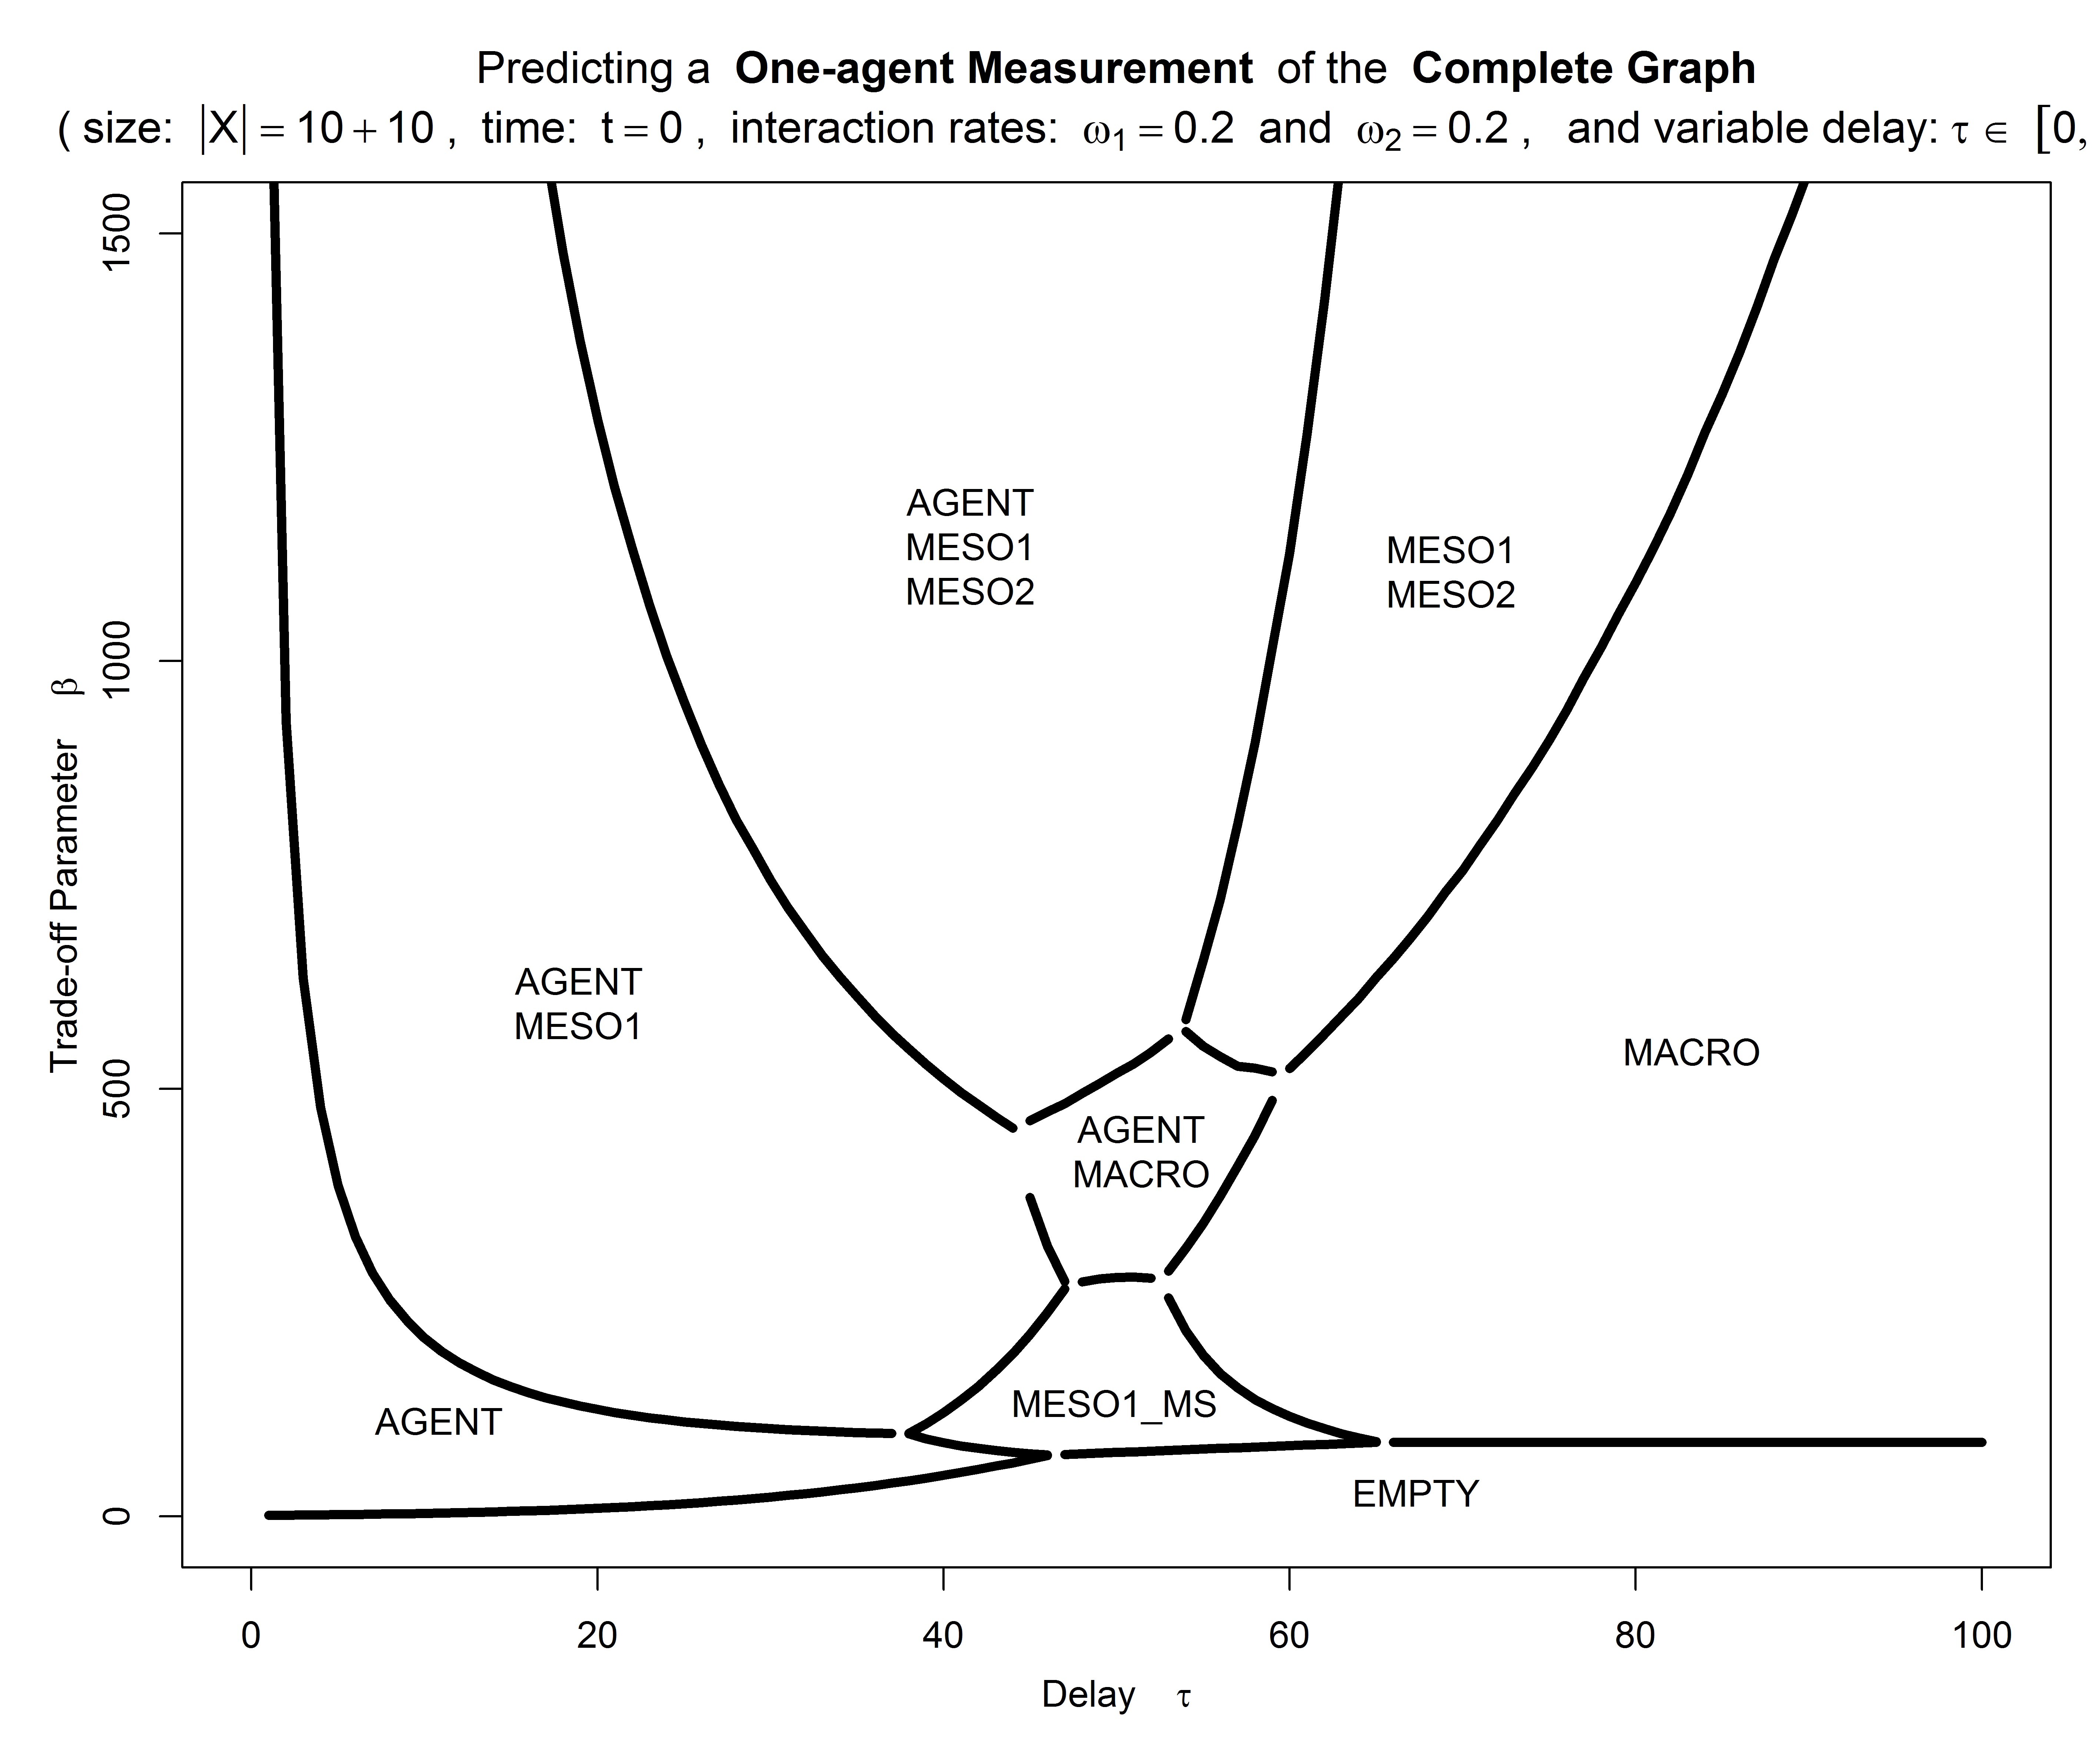 Predicting a One-agent Measurement of the Complete Graph
( size: |X| = 10 + 10 , time: t = 0 , interaction rates: ω1 = 0.2 and ω2 = 0.2 , and variable delay: τ ∈ [0,
1500
1000
500
0
Trade-off Parameter β
AGENT
MESO1
MESO2
MESO1
MESO2
AGENT
MESO1
MACRO
AGENT
MACRO
MESO1_MS
AGENT
EMPTY
0
20
40
60
80
100
Delay τ